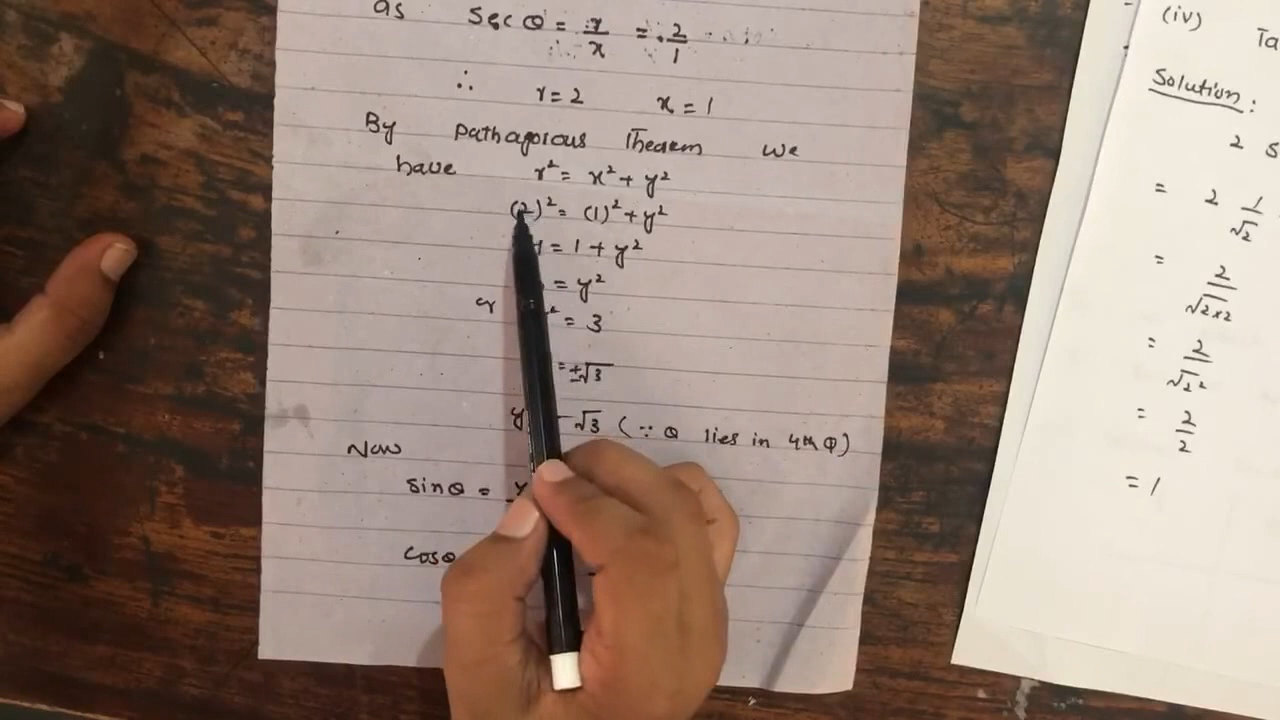 as Sec θ = r/x = 2/1
∴ r = 2 x = 1
By Pathagorous Theorem we
have r² = x² + y²
(2)² = (1)² + y²
= 1 + y²
= y²
or ² = 3
= ±√3
y √3 (∵ θ lies in 4th Q)
Now
sinθ =
cosθ
(iv) Ta
Solution:
2 S
= 2 1/√2
= 2/√2×2
= 2/√2²
= 2/2
= 1